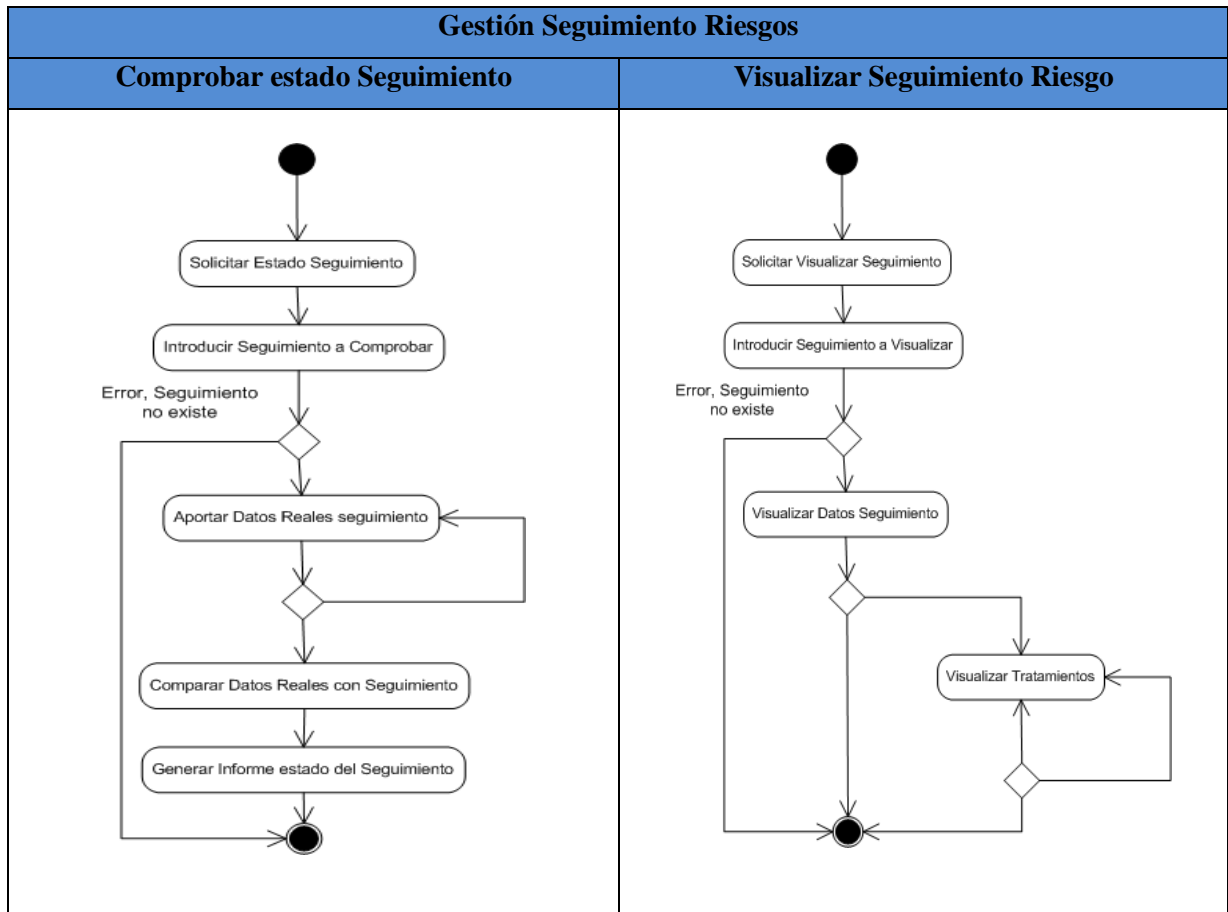 Gestión Seguimiento Riesgos
Comprobar estado Seguimiento
Visualizar Seguimiento Riesgo
Solicitar Estado Seguimiento
Introducir Seguimiento a Comprobar
Error, Seguimiento
no existe
Aportar Datos Reales seguimiento
Comparar Datos Reales con Seguimiento
Generar Informe estado del Seguimiento
Solicitar Visualizar Seguimiento
Introducir Seguimiento a Visualizar
Error, Seguimiento
no existe
Visualizar Datos Seguimiento
Visualizar Tratamientos